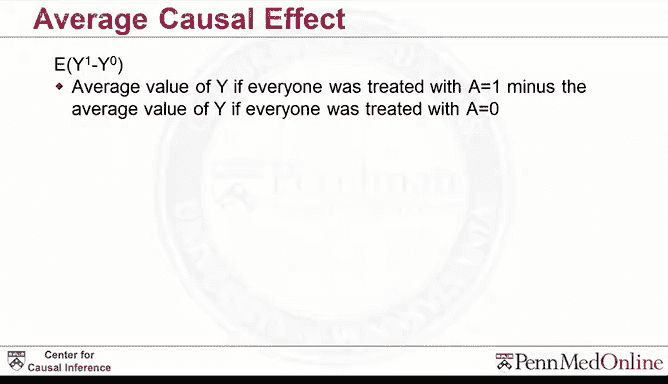 Average Causal Effect
E(Y¹-Y⁰)
❖ Average value of Y if everyone was treated with A=1 minus the
average value of Y if everyone was treated with A=0
Perelman
Center for
Causal Inference
PennMedOnline